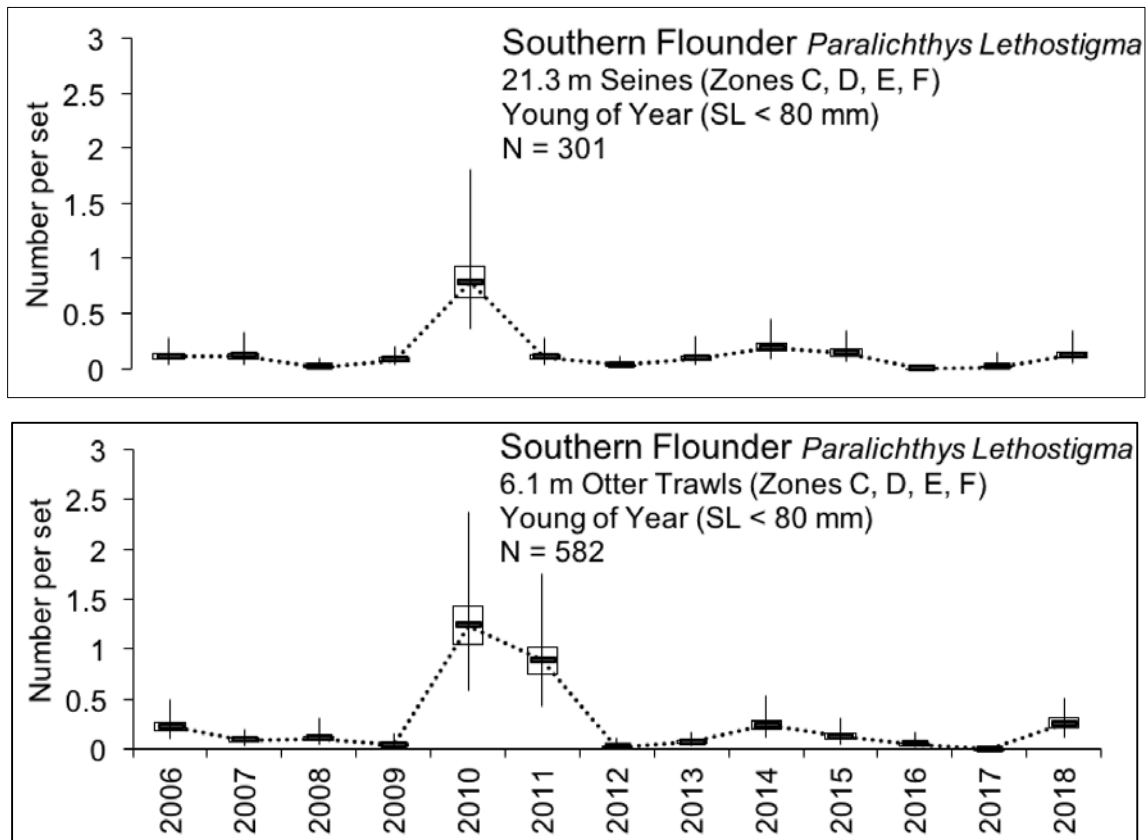 Southern Flounder Paralichthys Lethostigma
21.3 m Seines (Zones C, D, E, F)
Young of Year (SL < 80 mm)
N = 301
Number per set
3
2.5
2
1.5
1
0.5
0
Southern Flounder Paralichthys Lethostigma
6.1 m Otter Trawls (Zones C, D, E, F)
Young of Year (SL < 80 mm)
N = 582
Number per set
3
2.5
2
1.5
1
0.5
0
2006
2007
2008
2009
2010
2011
2012
2013
2014
2015
2016
2017
2018